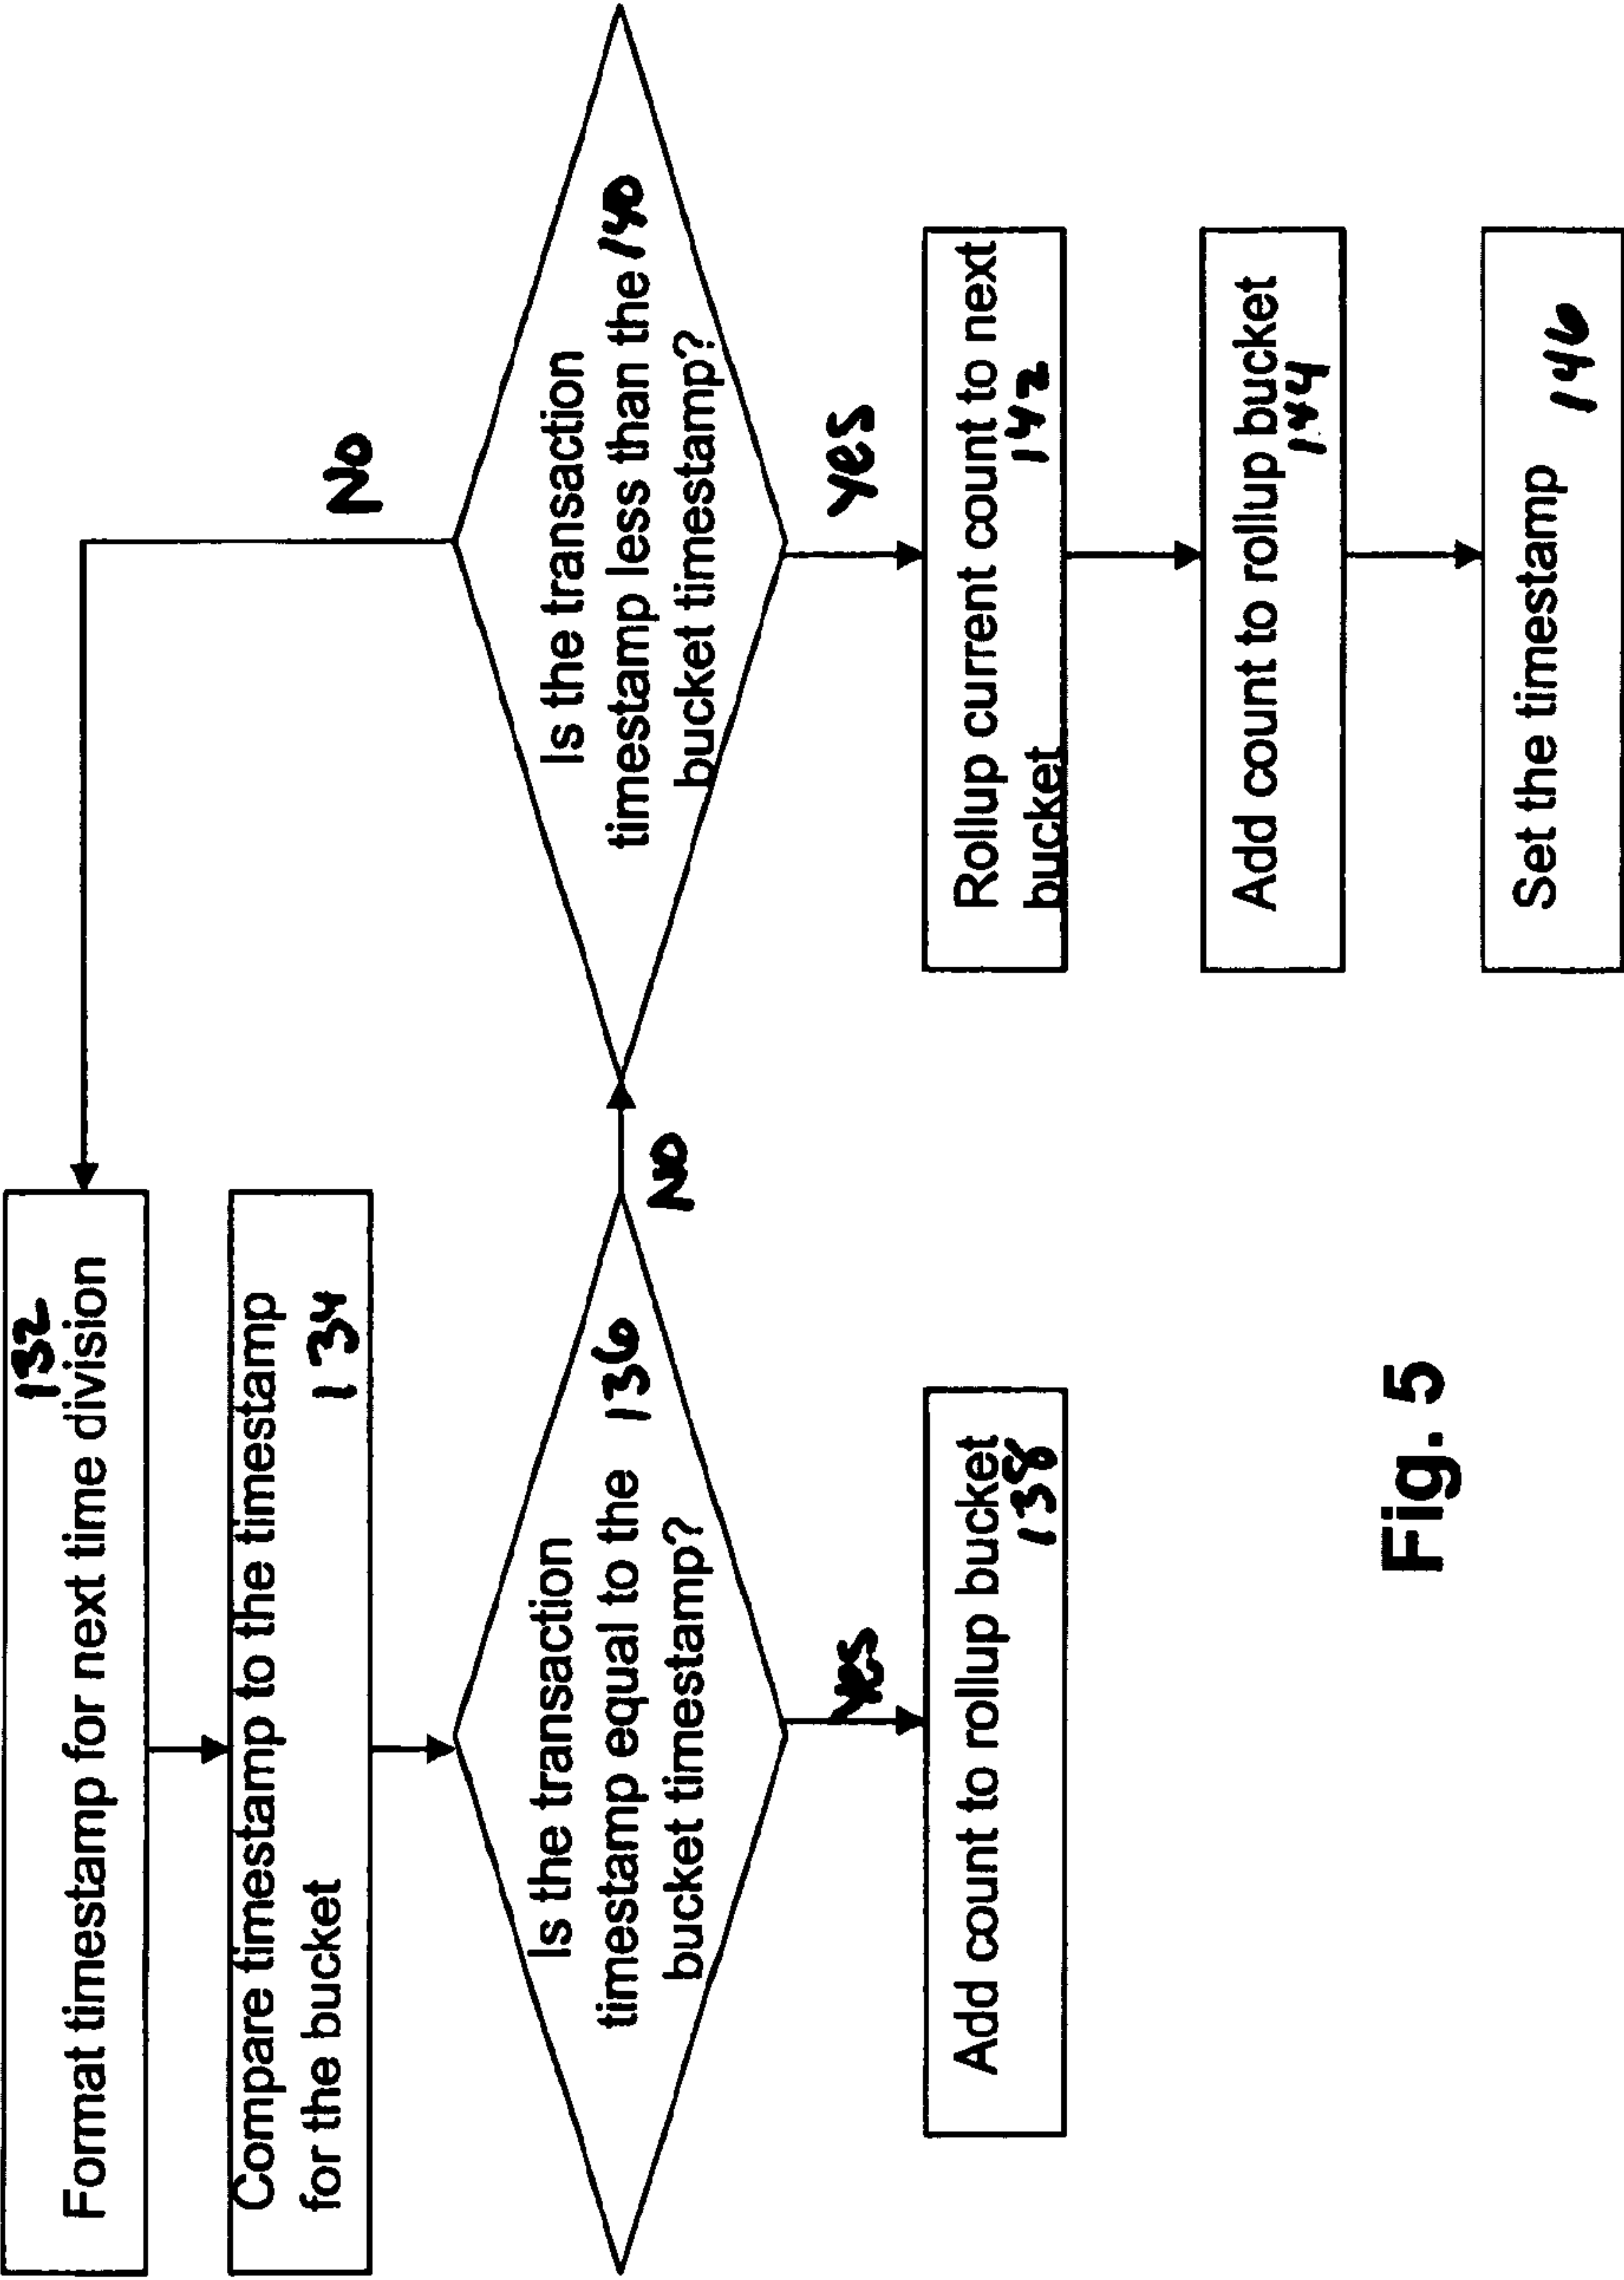 132
Format timestamp for next time division
Compare timestamp to the timestamp
for the bucket 134
Is the transaction
timestamp equal to the 136
bucket timestamp?
NO
yes
Add count to rollup bucket
138
NO
Is the transaction
timestamp less than the 140
bucket timestamp?
yes
Rollup current count to next
bucket 142
Add count to rollup bucket
144
Set the timestamp 146
Fig. 5